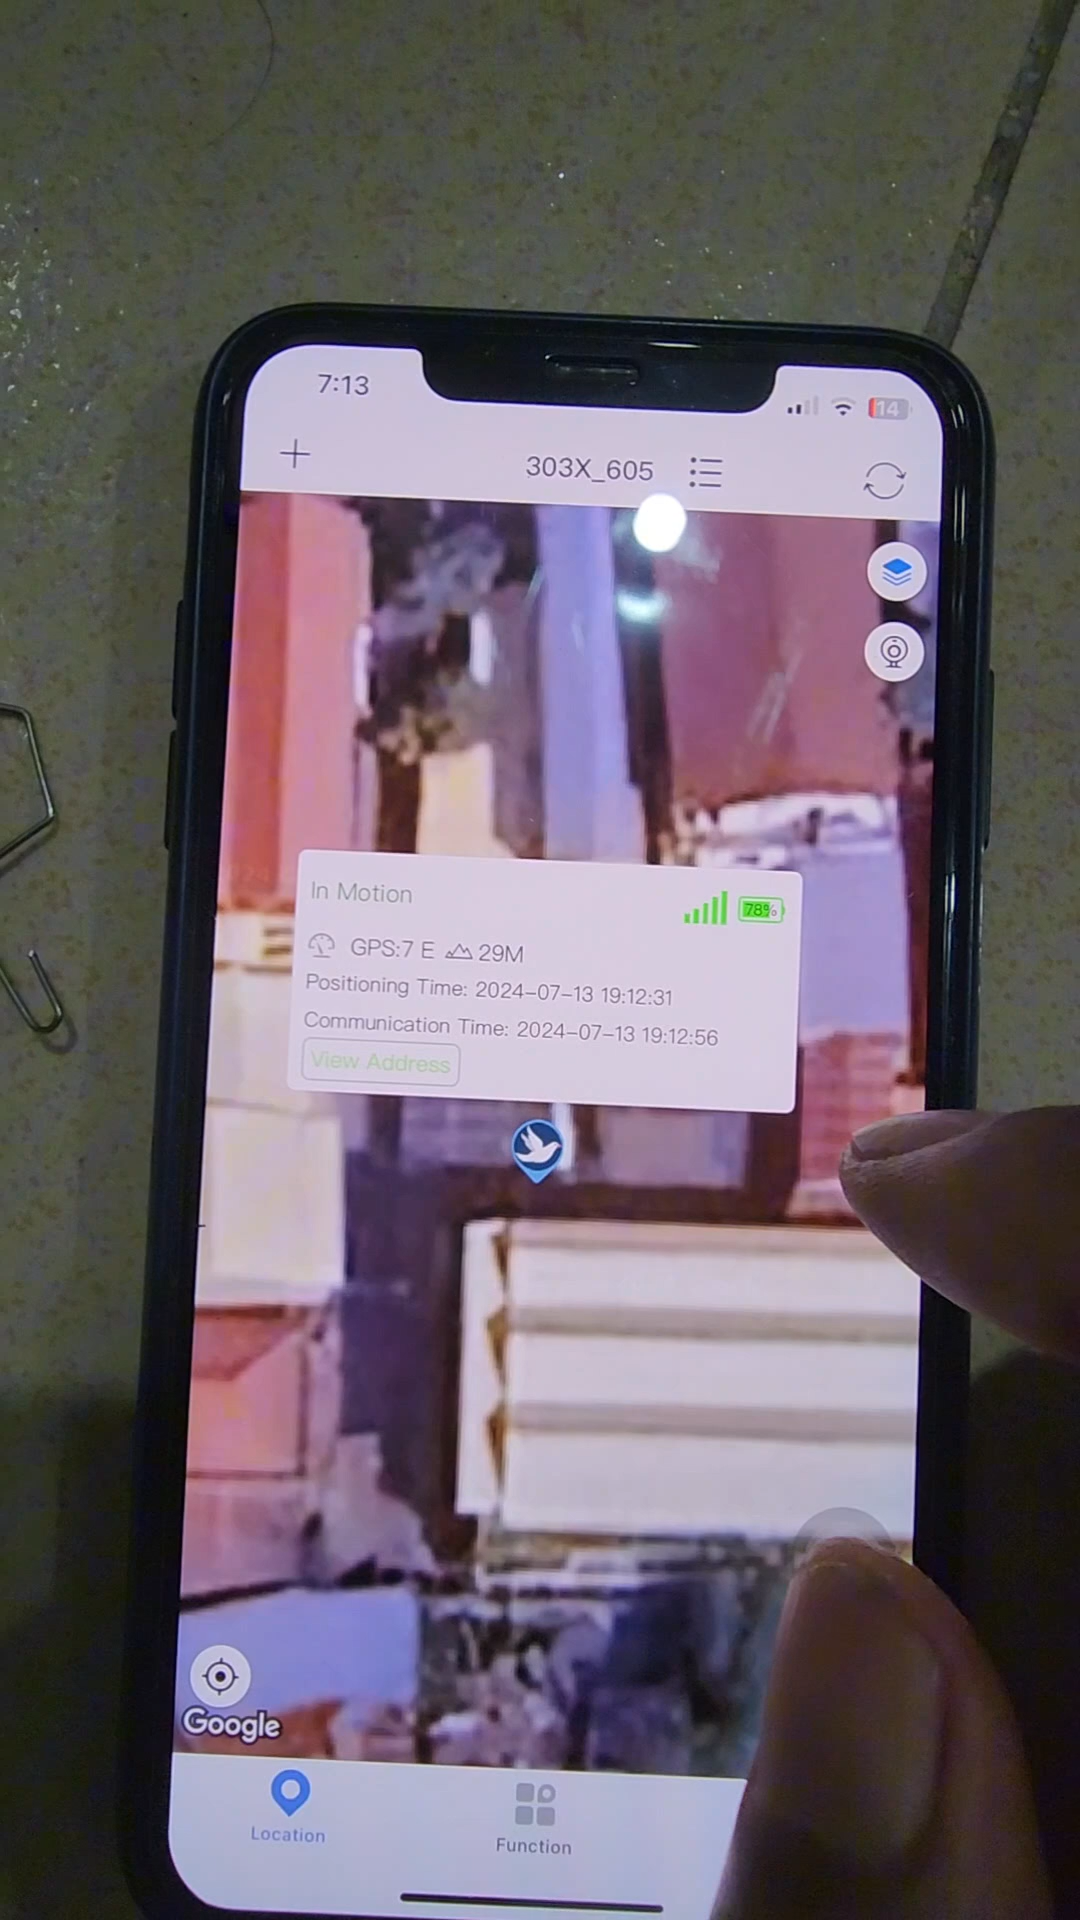 7:13
14
303X_605
In Motion
78%
GPS:7 E 29M
Positioning Time: 2024-07-13 19:12:31
Communication Time: 2024-07-13 19:12:56
View Address
Google
Location
Function